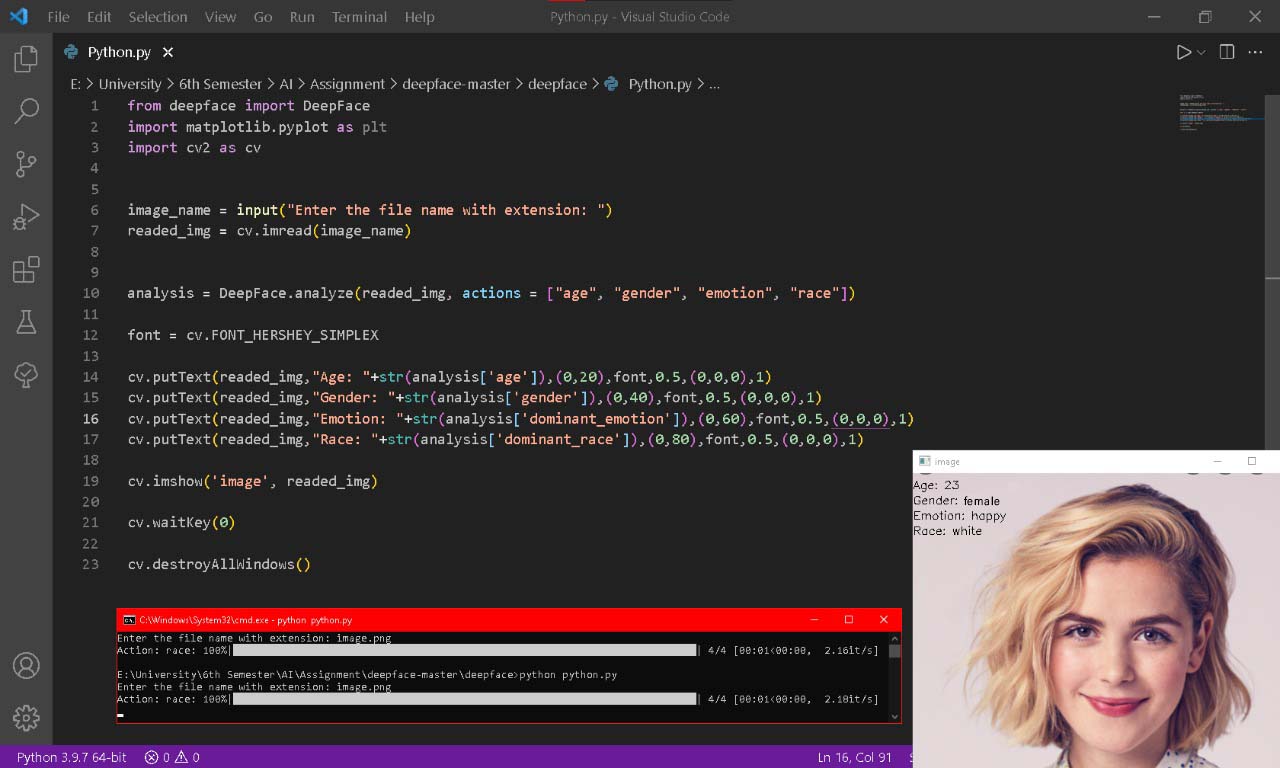 File Edit Selection View Go Run Terminal Help Python.py - Visual Studio Code
Python.py
E: > University > 6th Semester > AI > Assignment > deepface-master > deepface > Python.py > ...
1 from deepface import DeepFace
2 import matplotlib.pyplot as plt
3 import cv2 as cv
4
5
6 image_name = input("Enter the file name with extension: ")
7 readed_img = cv.imread(image_name)
8
9
10 analysis = DeepFace.analyze(readed_img, actions = ["age", "gender", "emotion", "race"])
11
12 font = cv.FONT_HERSHEY_SIMPLEX
13
14 cv.putText(readed_img,"Age: "+str(analysis['age']),(0,20),font,0.5,(0,0,0),1)
15 cv.putText(readed_img,"Gender: "+str(analysis['gender']),(0,40),font,0.5,(0,0,0),1)
16 cv.putText(readed_img,"Emotion: "+str(analysis['dominant_emotion']),(0,60),font,0.5,(0,0,0),1)
17 cv.putText(readed_img,"Race: "+str(analysis['dominant_race']),(0,80),font,0.5,(0,0,0),1)
18
19 cv.imshow('image', readed_img)
20
21 cv.waitKey(0)
22
23 cv.destroyAllWindows()
image
Age: 23
Gender: female
Emotion: happy
Race: white
C:\Windows\System32\cmd.exe - python python.py
Enter the file name with extension: image.png
Action: race: 100%| | 4/4 [00:01<00:00, 2.16it/s]
E:\University\6th Semester\AI\Assignment\deepface-master\deepface>python python.py
Enter the file name with extension: image.png
Action: race: 100%| | 4/4 [00:01<00:00, 2.18it/s]
Python 3.9.7 64-bit 0 0 Ln 16, Col 91